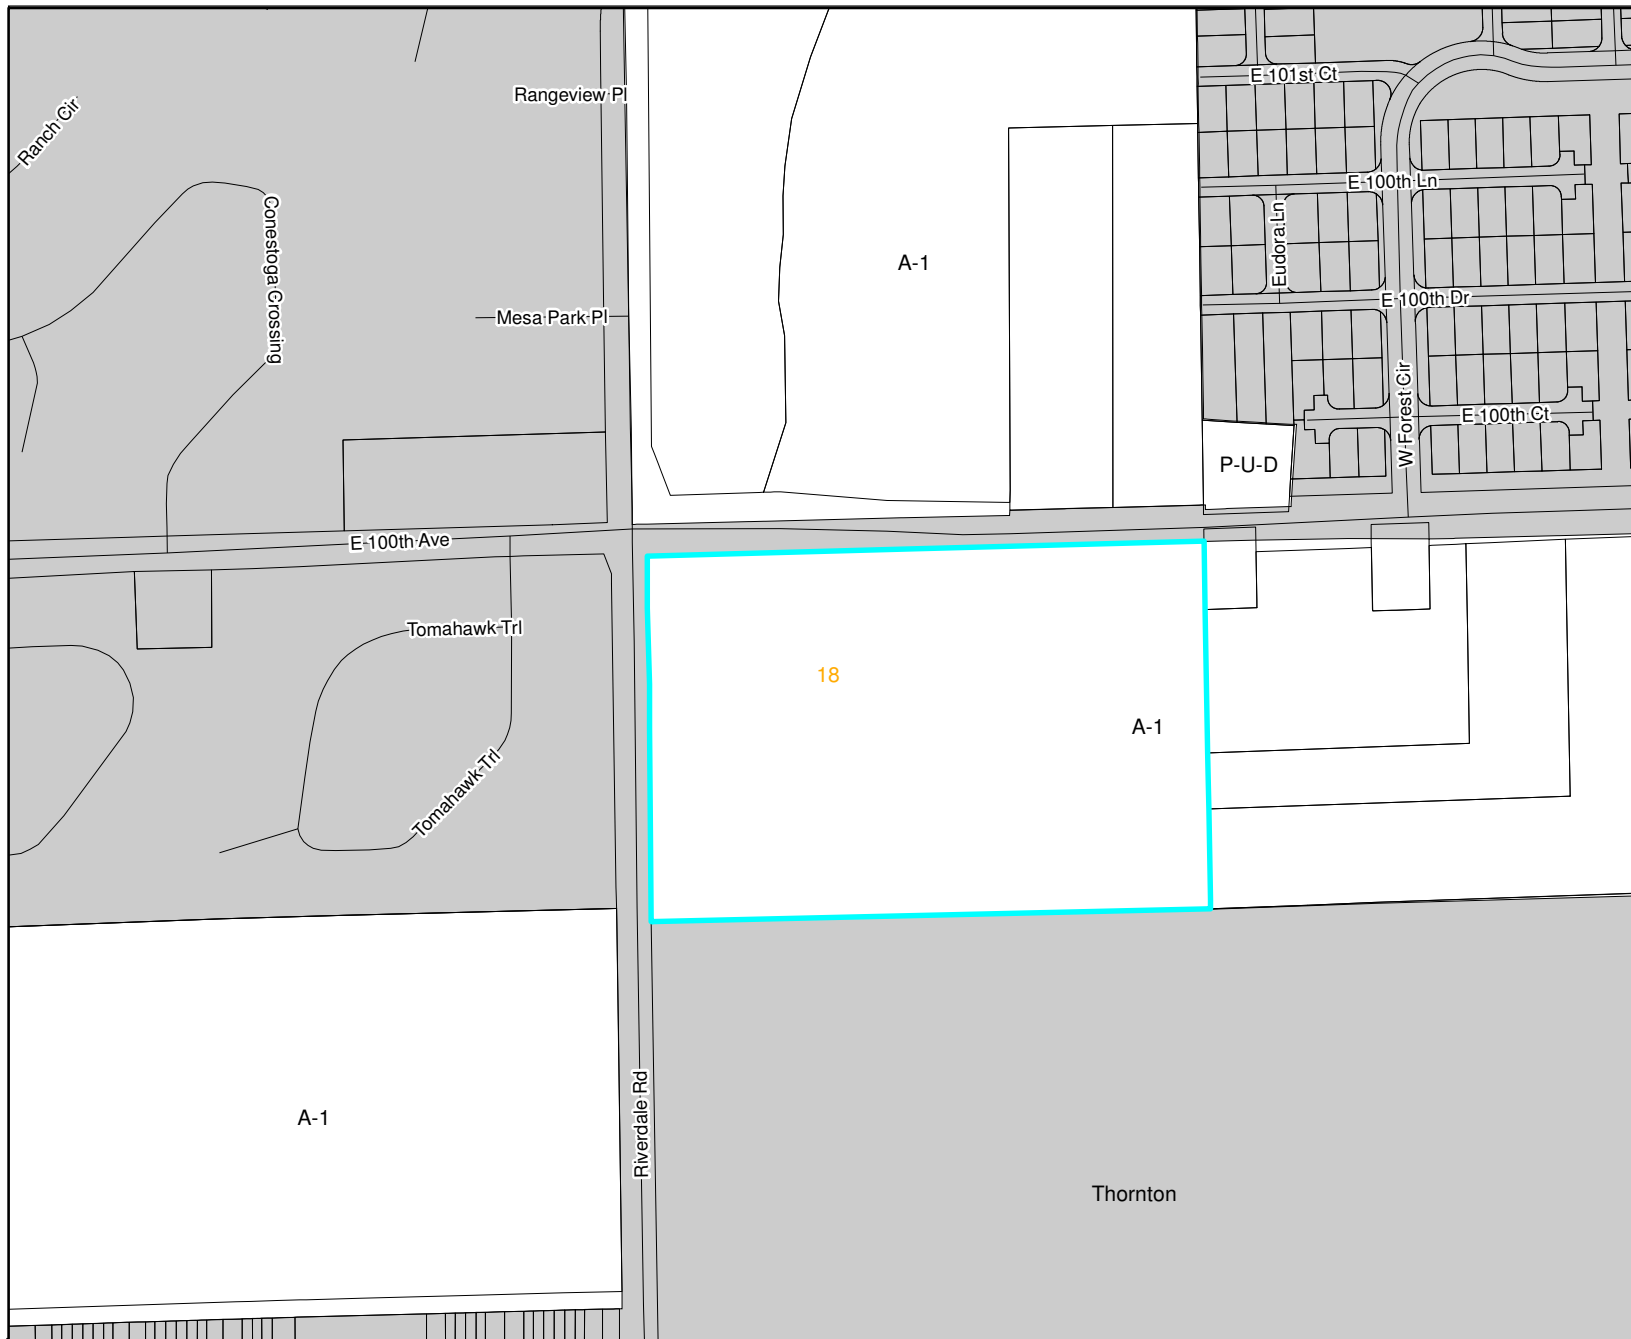 E 101st Ct
Rangeview Pl
Ranch Cir
E 100th Ln
Conestoga Crossing
Eudora Ln
A-1
E 100th Dr
Mesa Park Pl
W Forest Cir
E 100th Ct
P-U-D
E 100th Ave
Tomahawk Trl
18
A-1
Tomahawk Trl
A-1
Riverdale Rd
Thornton